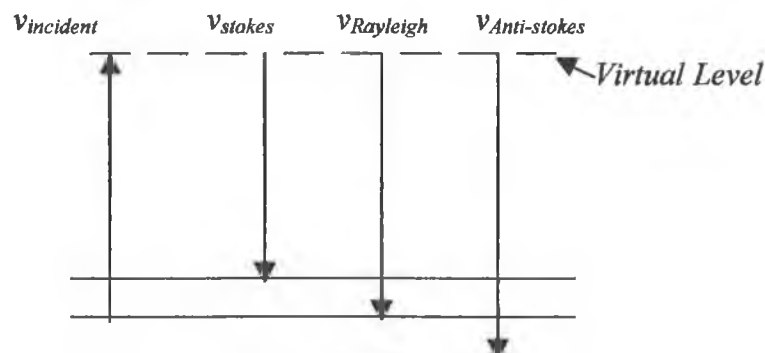 νincident νstokes νRayleigh νAnti-stokes
Virtual Level